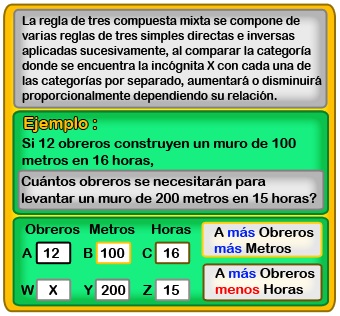 La regla de tres compuesta mixta se compone de
varias reglas de tres simples directas e inversas
aplicadas sucesivamente, al comparar la categoría
donde se encuentra la incógnita X con cada una de
las categorías por separado, aumentará o disminuirá
proporcionalmente dependiendo su relación.
Ejemplo :
Si 12 obreros construyen un muro de 100
metros en 16 horas,
Cuántos obreros se necesitarán para
levantar un muro de 200 metros en 15 horas?
Obreros Metros Horas
A 12 B 100 C 16
W X Y 200 Z 15
A más Obreros
más Metros
A más Obreros
menos Horas